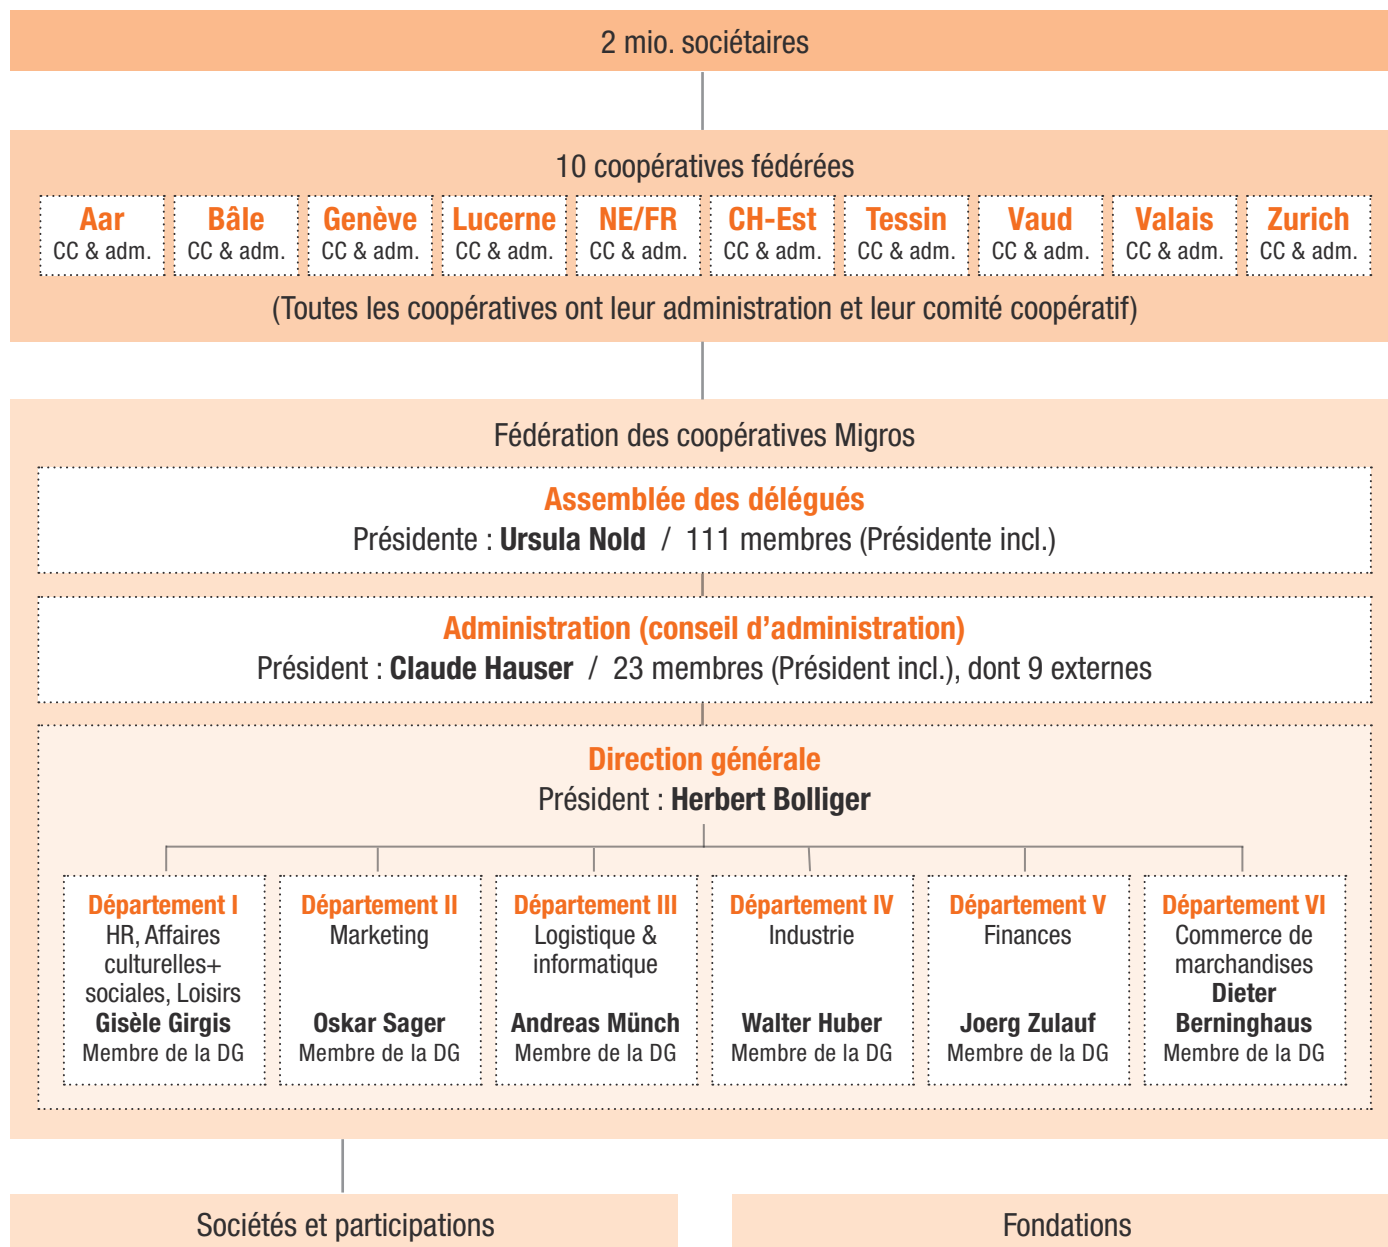 2 mio. sociétaires
10 coopératives fédérées
Aar
CC & adm.
Bâle
CC & adm.
Genève
CC & adm.
Lucerne
CC & adm.
NE/FR
CC & adm.
CH-Est
CC & adm.
Tessin
CC & adm.
Vaud
CC & adm.
Valais
CC & adm.
Zurich
CC & adm.
(Toutes les coopératives ont leur administration et leur comité coopératif)
Fédération des coopératives Migros
Assemblée des délégués
Présidente : Ursula Nold / 111 membres (Présidente incl.)
Administration (conseil d’administration)
Président : Claude Hauser / 23 membres (Président incl.), dont 9 externes
Direction générale
Président : Herbert Bolliger
Département I
HR, Affaires
culturelles+
sociales, Loisirs
Gisèle Girgis
Membre de la DG
Département II
Marketing
Oskar Sager
Membre de la DG
Département III
Logistique &
informatique
Andreas Münch
Membre de la DG
Département IV
Industrie
Walter Huber
Membre de la DG
Département V
Finances
Joerg Zulauf
Membre de la DG
Département VI
Commerce de
marchandises
Dieter
Berninghaus
Membre de la DG
Sociétés et participations
Fondations